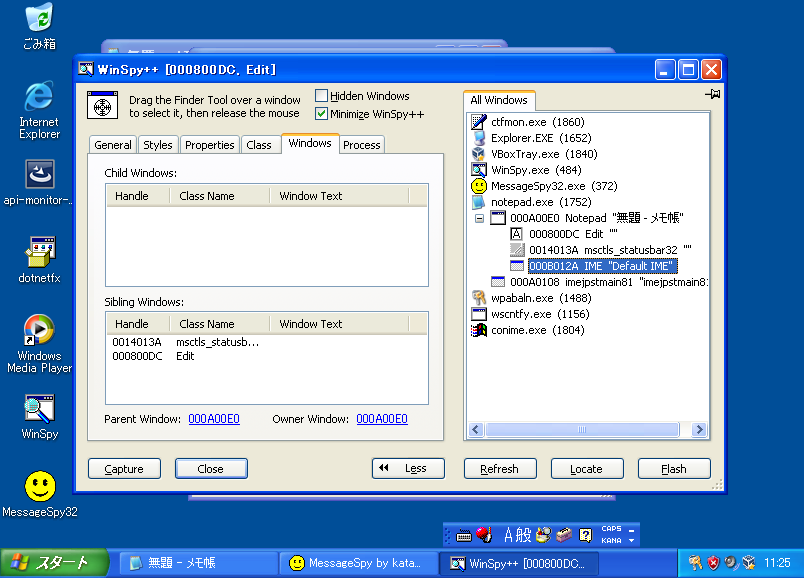 ごみ箱
Internet
Explorer
api-monitor-..
dotnetfx
Windows
Media Player
WinSpy
MessageSpy32
WinSpy++ [000800DC, Edit]
Drag the Finder Tool over a window
to select it, then release the mouse
Hidden Windows
Minimize WinSpy++
General
Styles
Properties
Class
Windows
Process
Child Windows:
Handle
Class Name
Window Text
Sibling Windows:
Handle
Class Name
Window Text
0014013A msctls_statusb...
000800DC Edit
Parent Window: 000A00E0
Owner Window: 000A00E0
Capture
Close
Less
All Windows
ctfmon.exe (1860)
Explorer.EXE (1652)
VBoxTray.exe (1840)
WinSpy.exe (484)
MessageSpy32.exe (372)
notepad.exe (1752)
000A00E0 Notepad "無題 - メモ帳"
000800DC Edit ""
0014013A msctls_statusbar32 ""
000B012A IME "Default IME"
000A0108 imejpstmain81 "imejpstmain81
wpabaln.exe (1488)
wscntfy.exe (1156)
conime.exe (1804)
Refresh
Locate
Flash
A 般
CAPS
KANA
スタート
無題 - メモ帳
MessageSpy by kata...
WinSpy++ [000800DC...
11:25